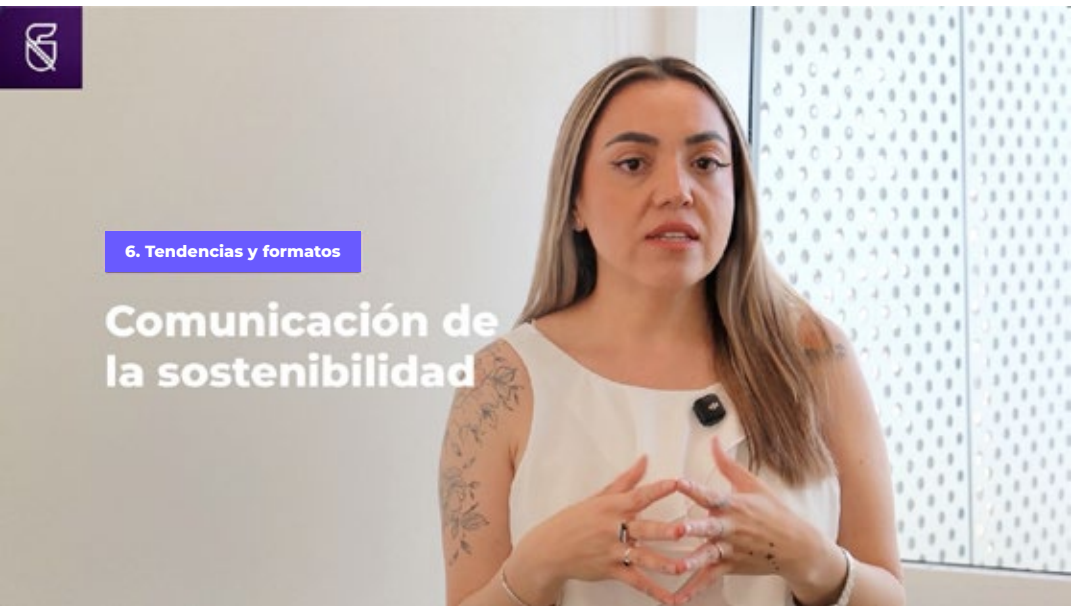 6. Tendencias y formatos
Comunicación de
la sostenibilidad